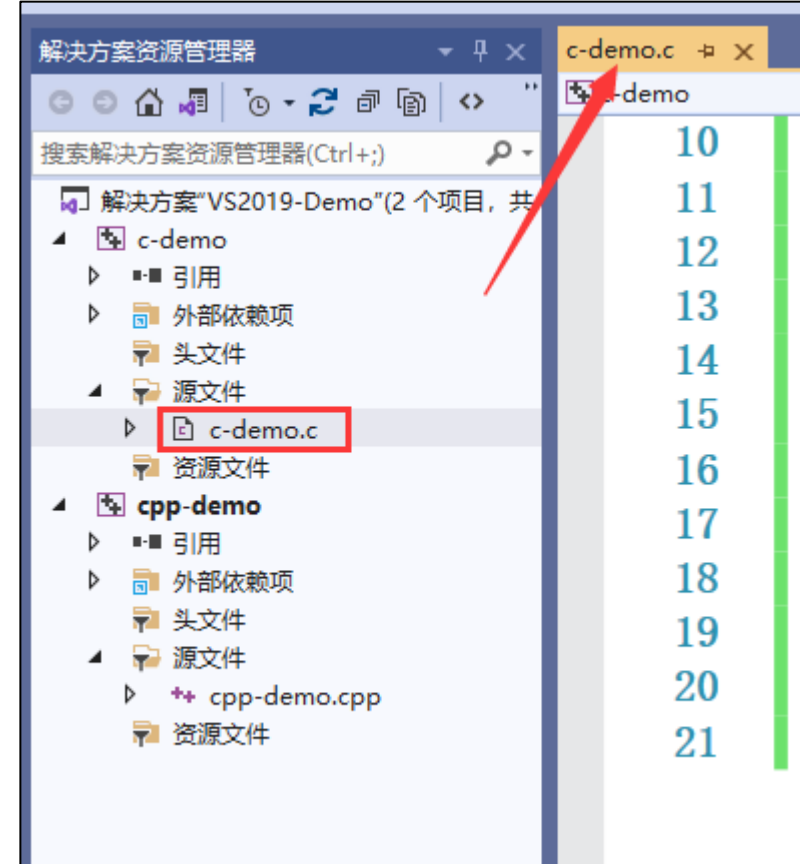 解决方案资源管理器
搜索解决方案资源管理器(Ctrl+;)
解决方案“VS2019-Demo”(2 个项目，共
c-demo
引用
外部依赖项
头文件
源文件
c-demo.c
资源文件
cpp-demo
引用
外部依赖项
头文件
源文件
cpp-demo.cpp
资源文件
c-demo.c
-demo
10
11
12
13
14
15
16
17
18
19
20
21